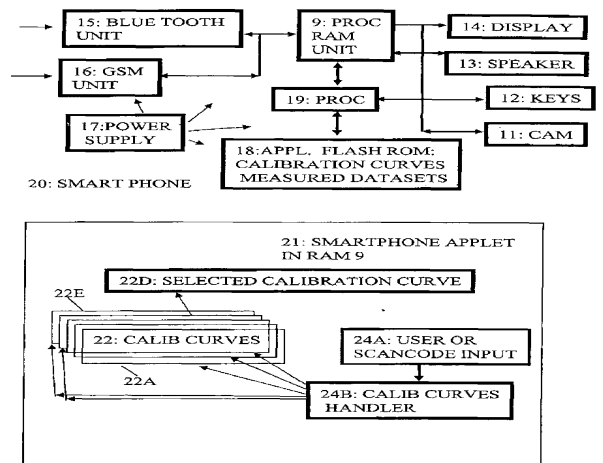 15: BLUE TOOTH
UNIT
9: PROC
RAM
UNIT
14: DISPLAY
13: SPEAKER
16: GSM
UNIT
19: PROC
12: KEYS
17:POWER
SUPPLY
11: CAM
18:APPL. FLASH ROM:
CALIBRATION CURVES
MEASURED DATASETS
20: SMART PHONE
21: SMARTPHONE APPLET
IN RAM 9
22D: SELECTED CALIBRATION CURVE
22E
22: CALIB CURVES
24A: USER OR
SCANCODE INPUT
22A
24B: CALIB CURVES
HANDLER